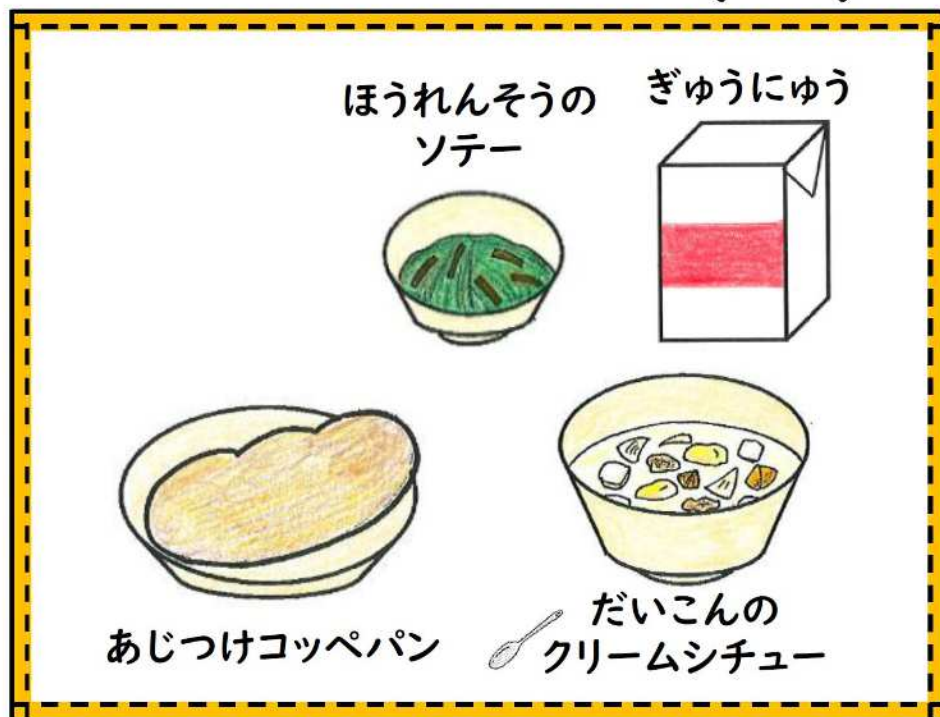 ほうれんそうの
ソテー
ぎゅうにゅう
あじつけコッペパン
だいこんの
クリームシチュー